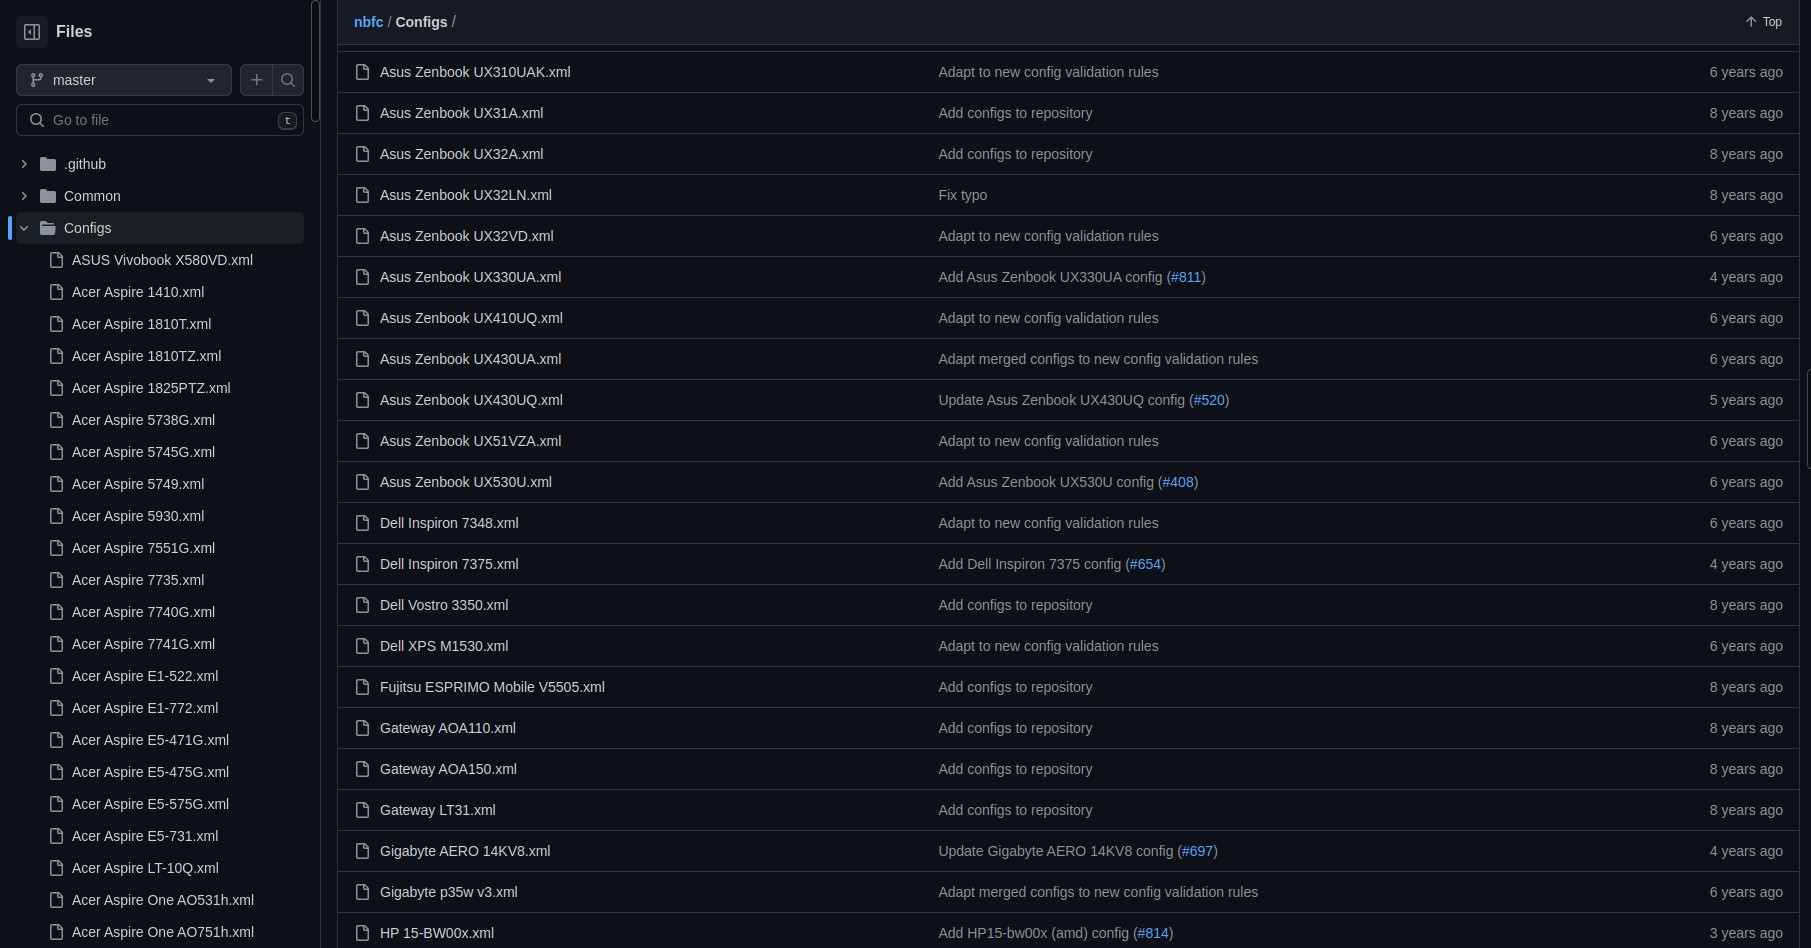 Files
master
Go to file
t
.github
Common
Configs
ASUS Vivobook X580VD.xml
Acer Aspire 1410.xml
Acer Aspire 1810T.xml
Acer Aspire 1810TZ.xml
Acer Aspire 1825PTZ.xml
Acer Aspire 5738G.xml
Acer Aspire 5745G.xml
Acer Aspire 5749.xml
Acer Aspire 5930.xml
Acer Aspire 7551G.xml
Acer Aspire 7735.xml
Acer Aspire 7740G.xml
Acer Aspire 7741G.xml
Acer Aspire E1-522.xml
Acer Aspire E1-772.xml
Acer Aspire E5-471G.xml
Acer Aspire E5-475G.xml
Acer Aspire E5-575G.xml
Acer Aspire E5-731.xml
Acer Aspire LT-10Q.xml
Acer Aspire One AO531h.xml
Acer Aspire One AO751h.xml
nbfc / Configs / Top
Asus Zenbook UX310UAK.xml Adapt to new config validation rules 6 years ago
Asus Zenbook UX31A.xml Add configs to repository 8 years ago
Asus Zenbook UX32A.xml Add configs to repository 8 years ago
Asus Zenbook UX32LN.xml Fix typo 8 years ago
Asus Zenbook UX32VD.xml Adapt to new config validation rules 6 years ago
Asus Zenbook UX330UA.xml Add Asus Zenbook UX330UA config (#811) 4 years ago
Asus Zenbook UX410UQ.xml Adapt to new config validation rules 6 years ago
Asus Zenbook UX430UA.xml Adapt merged configs to new config validation rules 6 years ago
Asus Zenbook UX430UQ.xml Update Asus Zenbook UX430UQ config (#520) 5 years ago
Asus Zenbook UX51VZA.xml Adapt to new config validation rules 6 years ago
Asus Zenbook UX530U.xml Add Asus Zenbook UX530U config (#408) 6 years ago
Dell Inspiron 7348.xml Adapt to new config validation rules 6 years ago
Dell Inspiron 7375.xml Add Dell Inspiron 7375 config (#654) 4 years ago
Dell Vostro 3350.xml Add configs to repository 8 years ago
Dell XPS M1530.xml Adapt to new config validation rules 6 years ago
Fujitsu ESPRIMO Mobile V5505.xml Add configs to repository 8 years ago
Gateway AOA110.xml Add configs to repository 8 years ago
Gateway AOA150.xml Add configs to repository 8 years ago
Gateway LT31.xml Add configs to repository 8 years ago
Gigabyte AERO 14KV8.xml Update Gigabyte AERO 14KV8 config (#697) 4 years ago
Gigabyte p35w v3.xml Adapt merged configs to new config validation rules 6 years ago
HP 15-BW00x.xml Add HP15-bw00x (amd) config (#814) 3 years ago